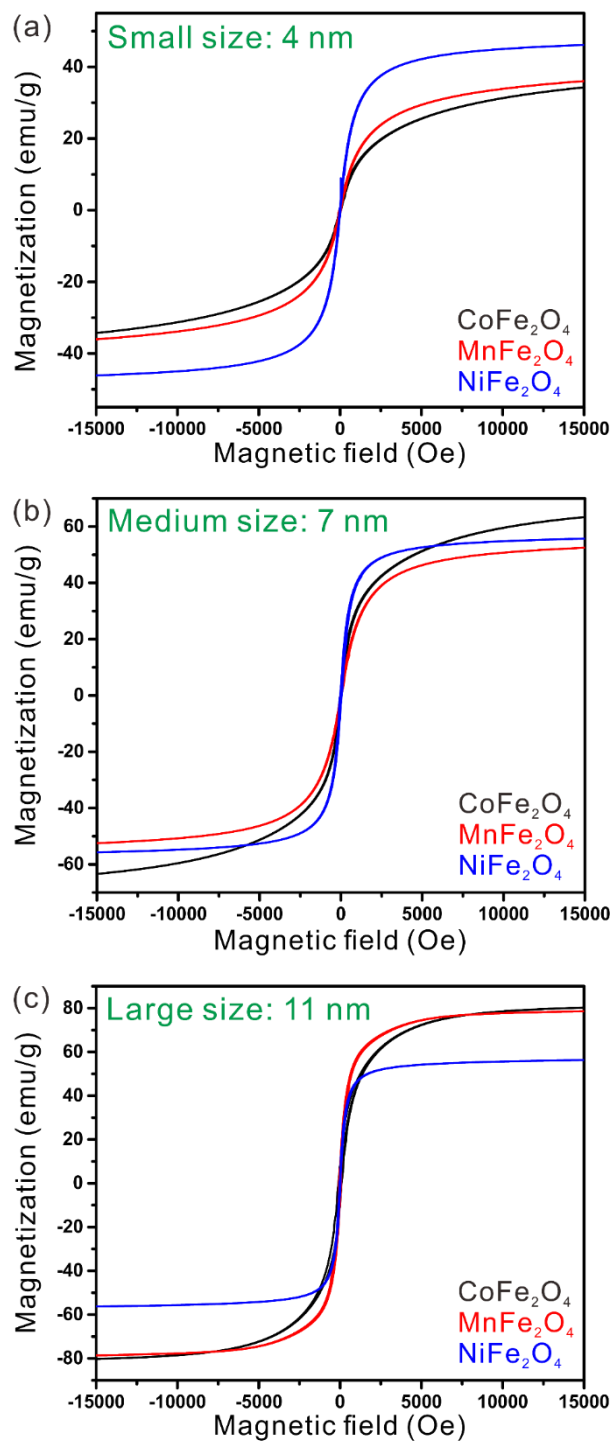 (a)
Small size: 4 nm
Magnetization (emu/g)
40
20
0
-20
-40
CoFe₂O₄
MnFe₂O₄
NiFe₂O₄
-15000 -10000 -5000 0 5000 10000 15000
Magnetic field (Oe)
(b)
Medium size: 7 nm
Magnetization (emu/g)
60
40
20
0
-20
-40
-60
CoFe₂O₄
MnFe₂O₄
NiFe₂O₄
-15000 -10000 -5000 0 5000 10000 15000
Magnetic field (Oe)
(c)
Large size: 11 nm
Magnetization (emu/g)
80
60
40
20
0
-20
-40
-60
-80
CoFe₂O₄
MnFe₂O₄
NiFe₂O₄
-15000 -10000 -5000 0 5000 10000 15000
Magnetic field (Oe)